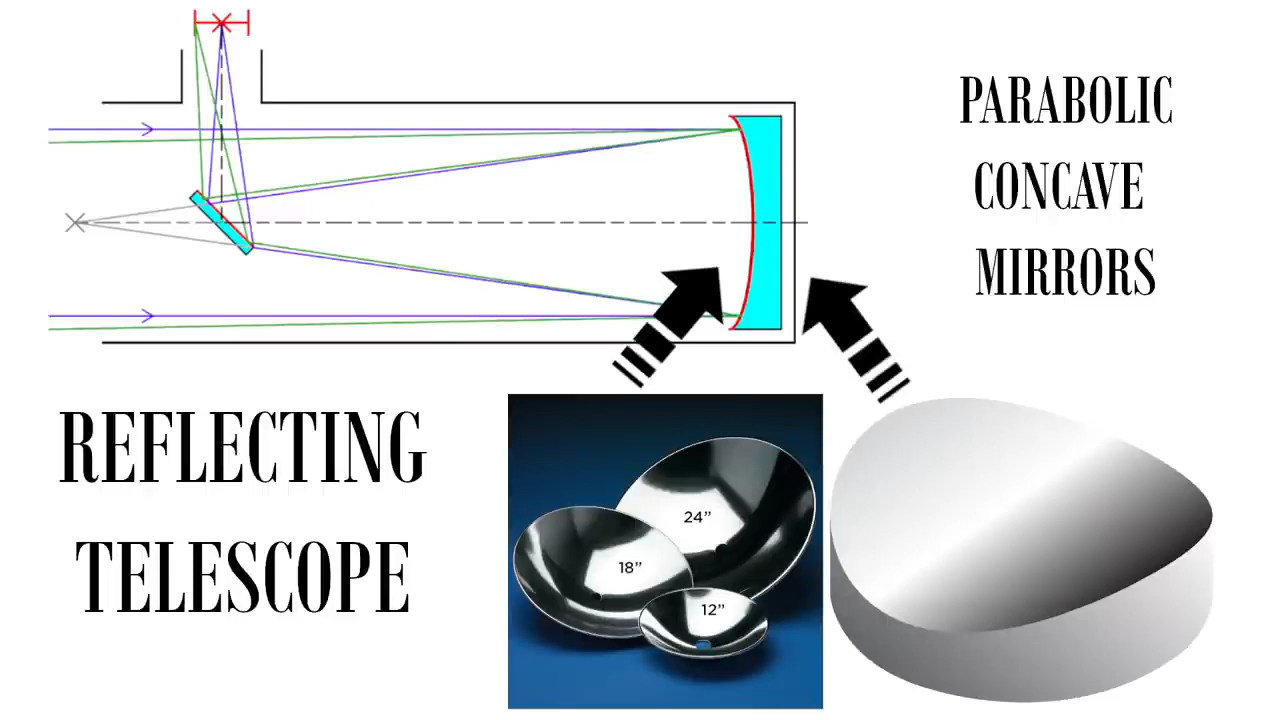 PARABOLIC
CONCAVE
MIRRORS
REFLECTING
TELESCOPE
24”
18”
12”